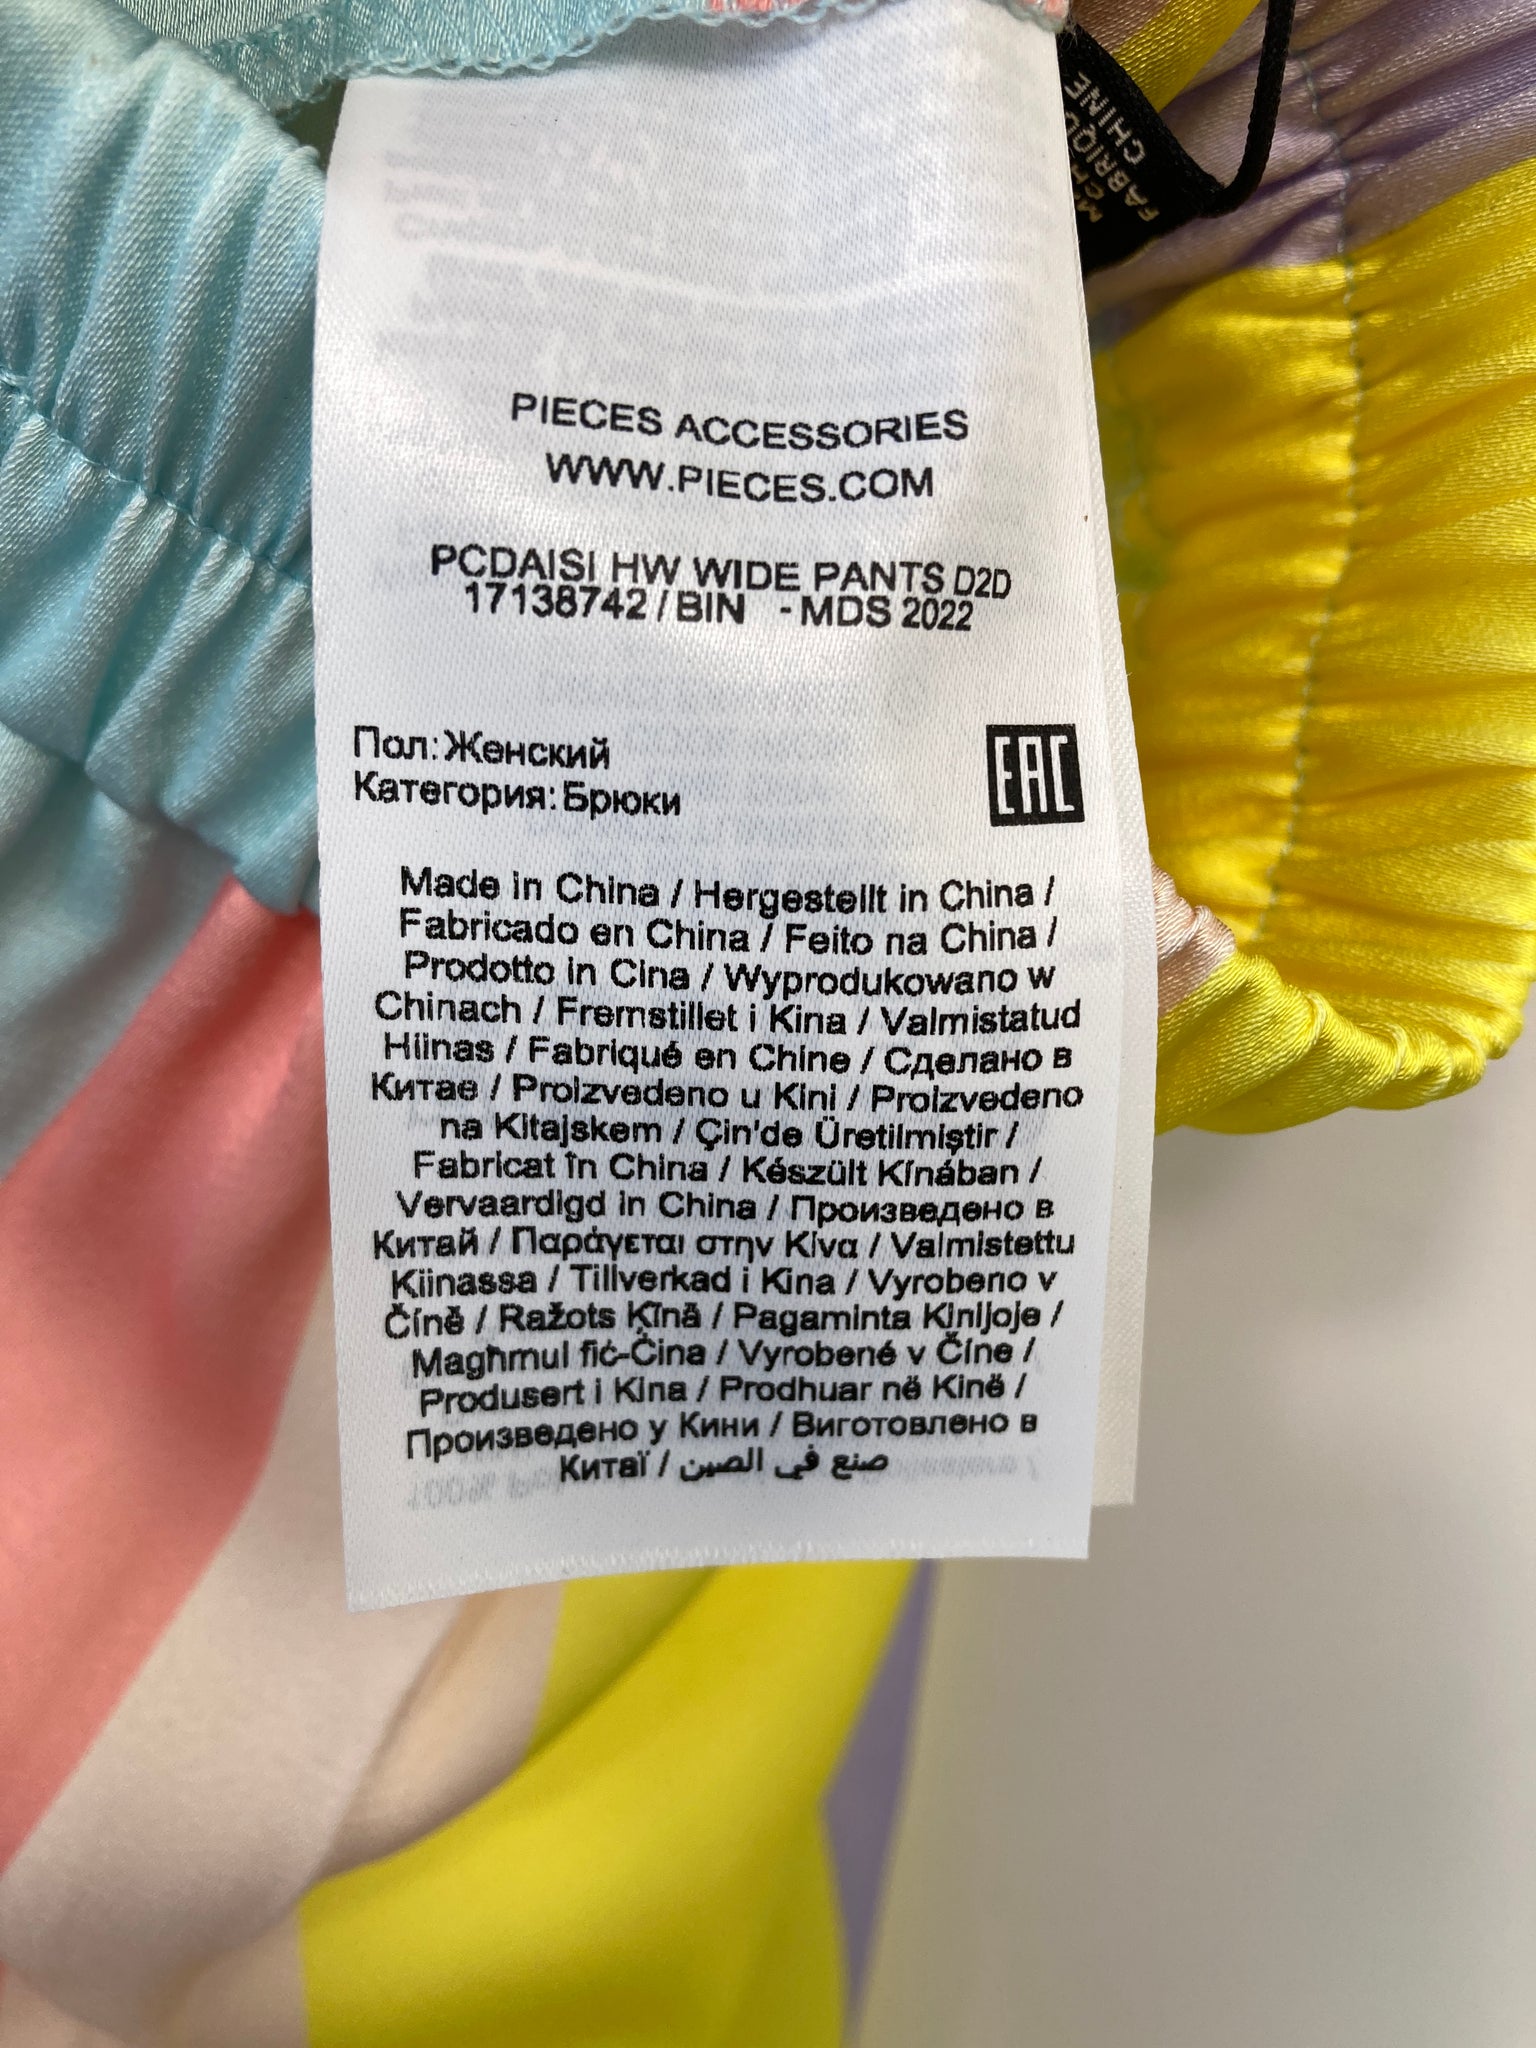 FABRIQU
CHINE
PIECES ACCESSORIES
WWW.PIECES.COM
PCDAISI HW WIDE PANTS D2D
17138742 / BIN - MDS 2022
Пол: Женский
Категория: Брюки
EAC
Made in China / Hergestellt in China /
Fabricado en China / Feito na China /
Prodotto in Cina / Wyprodukowano w
Chinach / Fremstillet i Kina / Valmistatud
Hiinas / Fabriqué en Chine / Сделано в
Китае / Proizvedeno u Kini / Proizvedeno
na Kitajskem / Çin'de Üretilmiştir /
Fabricat în China / Készült Kínában /
Vervaardigd in China / Произведено в
Китай / Παράγεται στην Κίνα / Valmistettu
Kiinassa / Tillverkad i Kina / Vyrobeno v
Číně / Ražots Ķīnā / Pagaminta Kinijoje /
Magħmul fiċ-Ċina / Vyrobené v Číne /
Produsert i Kina / Prodhuar në Kinë /
Произведено у Кини / Виготовлено в
Китаї / صنع في الصين